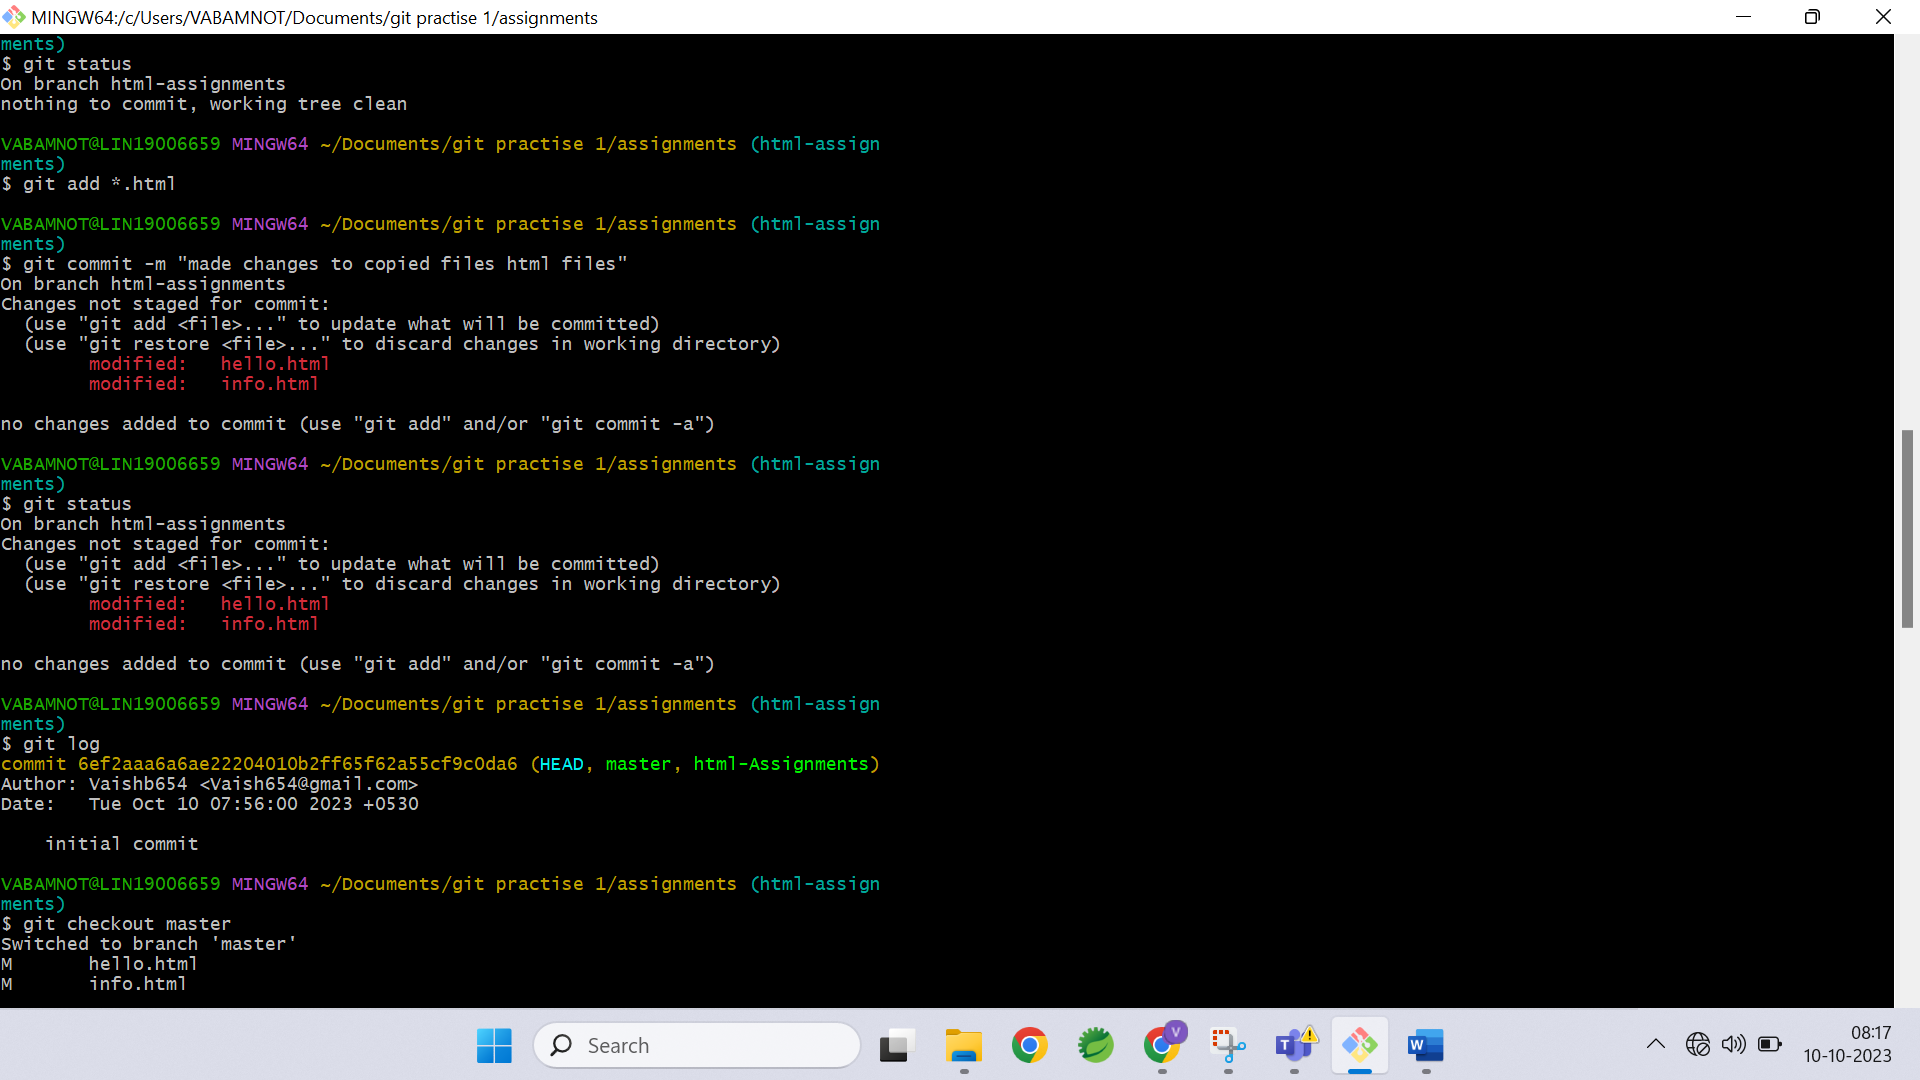 MINGW64:/c/Users/VABAMNOT/Documents/git practise 1/assignments
ments)
$ git status
On branch html-assignments
nothing to commit, working tree clean
VABAMNOT@LIN19006659 MINGW64 ~/Documents/git practise 1/assignments (html-assign
ments)
$ git add *.html
VABAMNOT@LIN19006659 MINGW64 ~/Documents/git practise 1/assignments (html-assign
ments)
$ git commit -m "made changes to copied files html files"
On branch html-assignments
Changes not staged for commit:
  (use "git add <file>..." to update what will be committed)
  (use "git restore <file>..." to discard changes in working directory)
        modified:   hello.html
        modified:   info.html
no changes added to commit (use "git add" and/or "git commit -a")
VABAMNOT@LIN19006659 MINGW64 ~/Documents/git practise 1/assignments (html-assign
ments)
$ git status
On branch html-assignments
Changes not staged for commit:
  (use "git add <file>..." to update what will be committed)
  (use "git restore <file>..." to discard changes in working directory)
        modified:   hello.html
        modified:   info.html
no changes added to commit (use "git add" and/or "git commit -a")
VABAMNOT@LIN19006659 MINGW64 ~/Documents/git practise 1/assignments (html-assign
ments)
$ git log
commit 6ef2aaa6a6ae22204010b2ff65f62a55cf9c0da6 (HEAD, master, html-Assignments)
Author: Vaishb654 <Vaish654@gmail.com>
Date:   Tue Oct 10 07:56:00 2023 +0530
    initial commit
VABAMNOT@LIN19006659 MINGW64 ~/Documents/git practise 1/assignments (html-assign
ments)
$ git checkout master
Switched to branch 'master'
M       hello.html
M       info.html
Search
V
T
W
08:17
10-10-2023